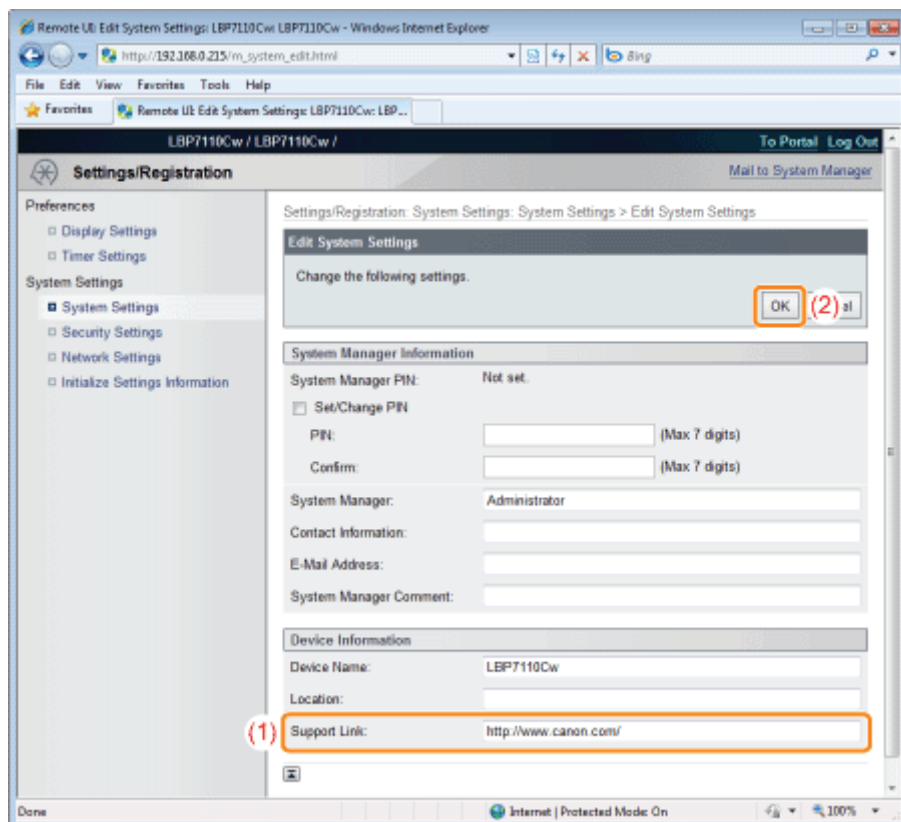 Remote UI: Edit System Settings: LBP7110Cw: LBP7110Cw - Windows Internet Explorer
http://192.168.0.215/m_system_edit.html
Bing
File Edit View Favorites Tools Help
Favorites
Remote UI: Edit System Settings: LBP7110Cw: LBP...
LBP7110Cw / LBP7110Cw /
To Portal Log Out
Settings/Registration
Mail to System Manager
Preferences
Display Settings
Timer Settings
System Settings
System Settings
Security Settings
Network Settings
Initialize Settings Information
Settings/Registration: System Settings: System Settings > Edit System Settings
Edit System Settings
Change the following settings.
OK (2) el
System Manager Information
System Manager PIN: Not set.
Set/Change PIN
PIN: (Max 7 digits)
Confirm: (Max 7 digits)
System Manager: Administrator
Contact Information:
E-Mail Address:
System Manager Comment:
Device Information
Device Name: LBP7110Cw
Location:
(1) Support Link: http://www.canon.com/
Done
Internet | Protected Mode: On
100%